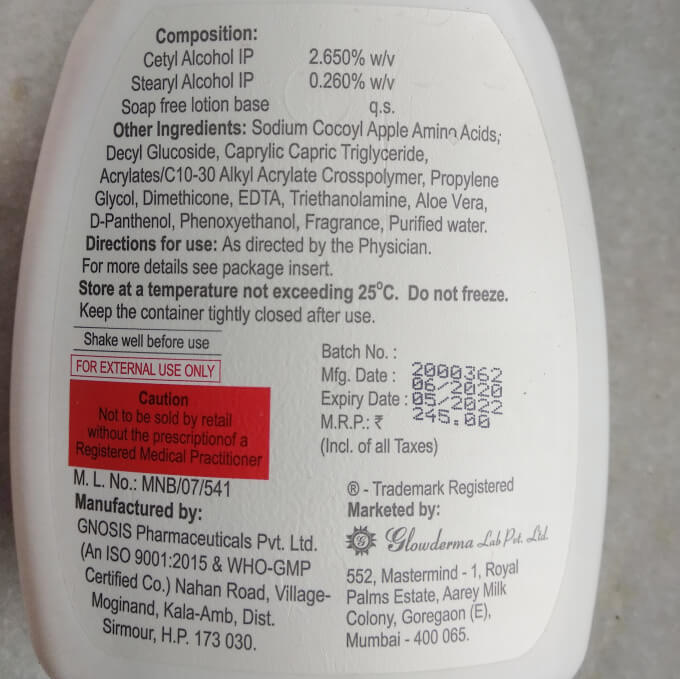 Composition:
Cetyl Alcohol IP 2.650% w/v
Stearyl Alcohol IP 0.260% w/v
Soap free lotion base q.s.
Other Ingredients: Sodium Cocoyl Apple Amino Acids,
Decyl Glucoside, Caprylic Capric Triglyceride,
Acrylates/C10-30 Alkyl Acrylate Crosspolymer, Propylene
Glycol, Dimethicone, EDTA, Triethanolamine, Aloe Vera,
D-Panthenol, Phenoxyethanol, Fragrance, Purified water.
Directions for use: As directed by the Physician.
For more details see package insert.
Store at a temperature not exceeding 25°C. Do not freeze.
Keep the container tightly closed after use.
Shake well before use
FOR EXTERNAL USE ONLY
Caution
Not to be sold by retail
without the prescriptionof a
Registered Medical Practitioner
Batch No. : 2000362
Mfg. Date : 06/2020
Expiry Date : 05/2022
M.R.P.: ₹ 245.00
(Incl. of all Taxes)
M. L. No.: MNB/07/541
Manufactured by:
GNOSIS Pharmaceuticals Pvt. Ltd.
(An ISO 9001:2015 & WHO-GMP
Certified Co.) Nahan Road, Village-
Moginand, Kala-Amb, Dist.
Sirmour, H.P. 173 030.
® - Trademark Registered
Marketed by:
G Glowderma Lab Pvt. Ltd.
552, Mastermind - 1, Royal
Palms Estate, Aarey Milk
Colony, Goregaon (E),
Mumbai - 400 065.